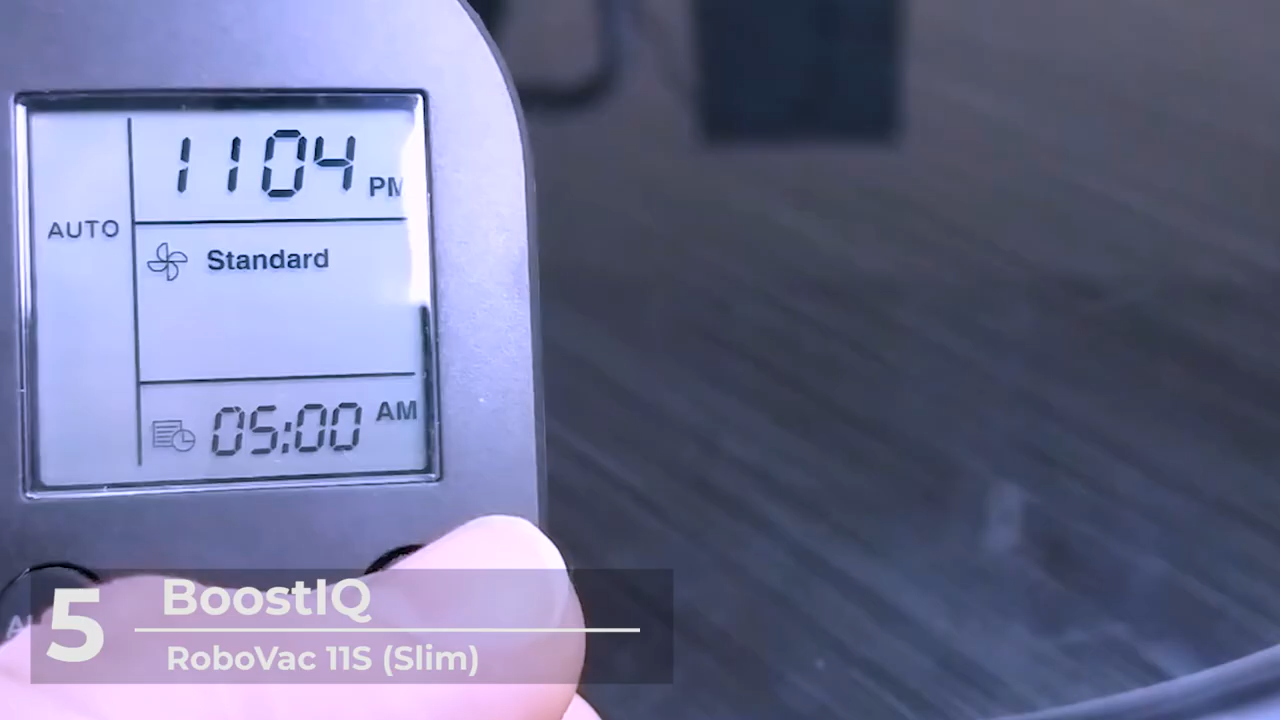 1104 PM
AUTO
Standard
05:00 AM
5
BoostIQ
RoboVac 11S (Slim)